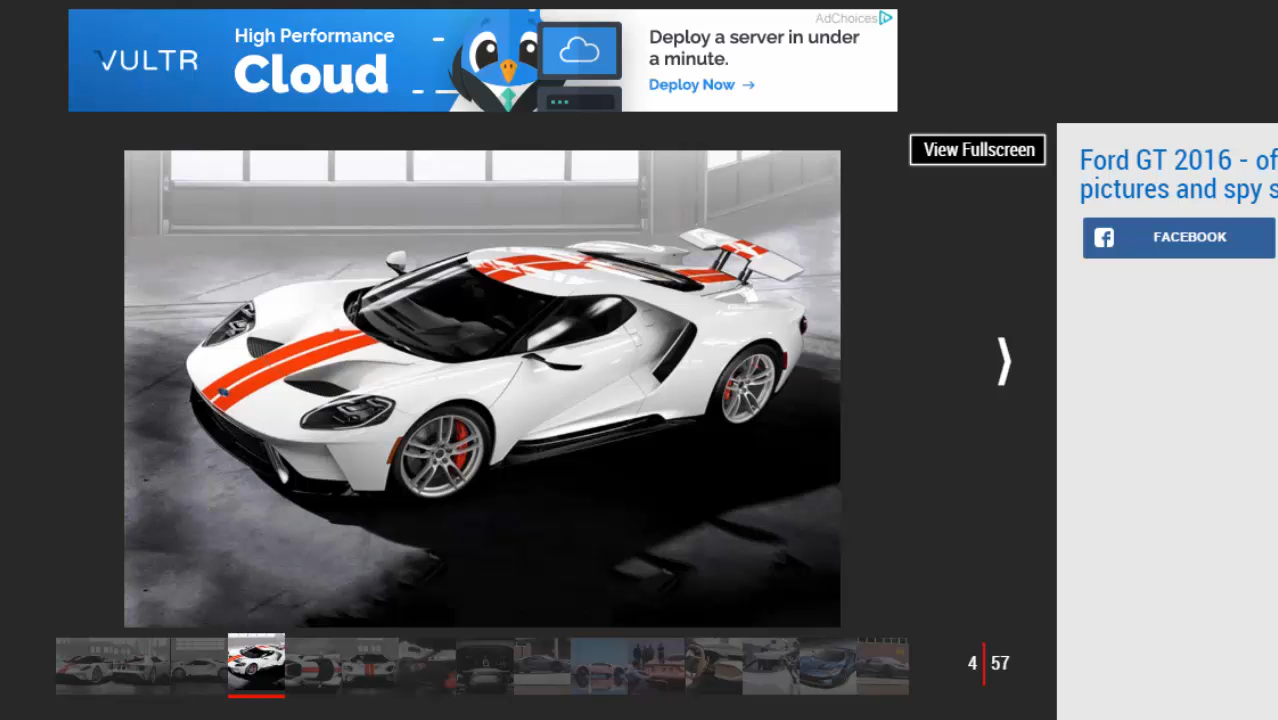 AdChoices
VULTR
High Performance
Cloud
Deploy a server in under
a minute.
Deploy Now →
View Fullscreen
Ford GT 2016 - of
pictures and spy s
FACEBOOK
4 57